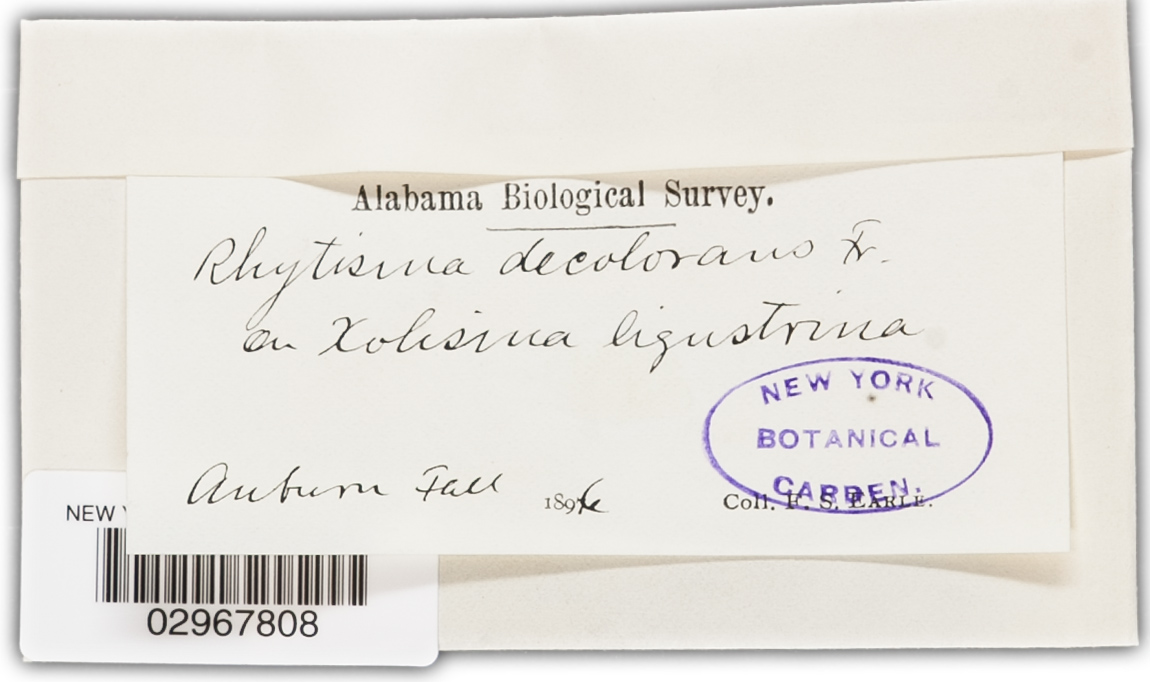 Alabama Biological Survey.
Rhytisma decolorans Fr.
on Xolisma ligustrina
NEW YORK
BOTANICAL
GARDEN.
Auburn Fall 1896
Coll. F. S. EARLE.
NEW
02967808